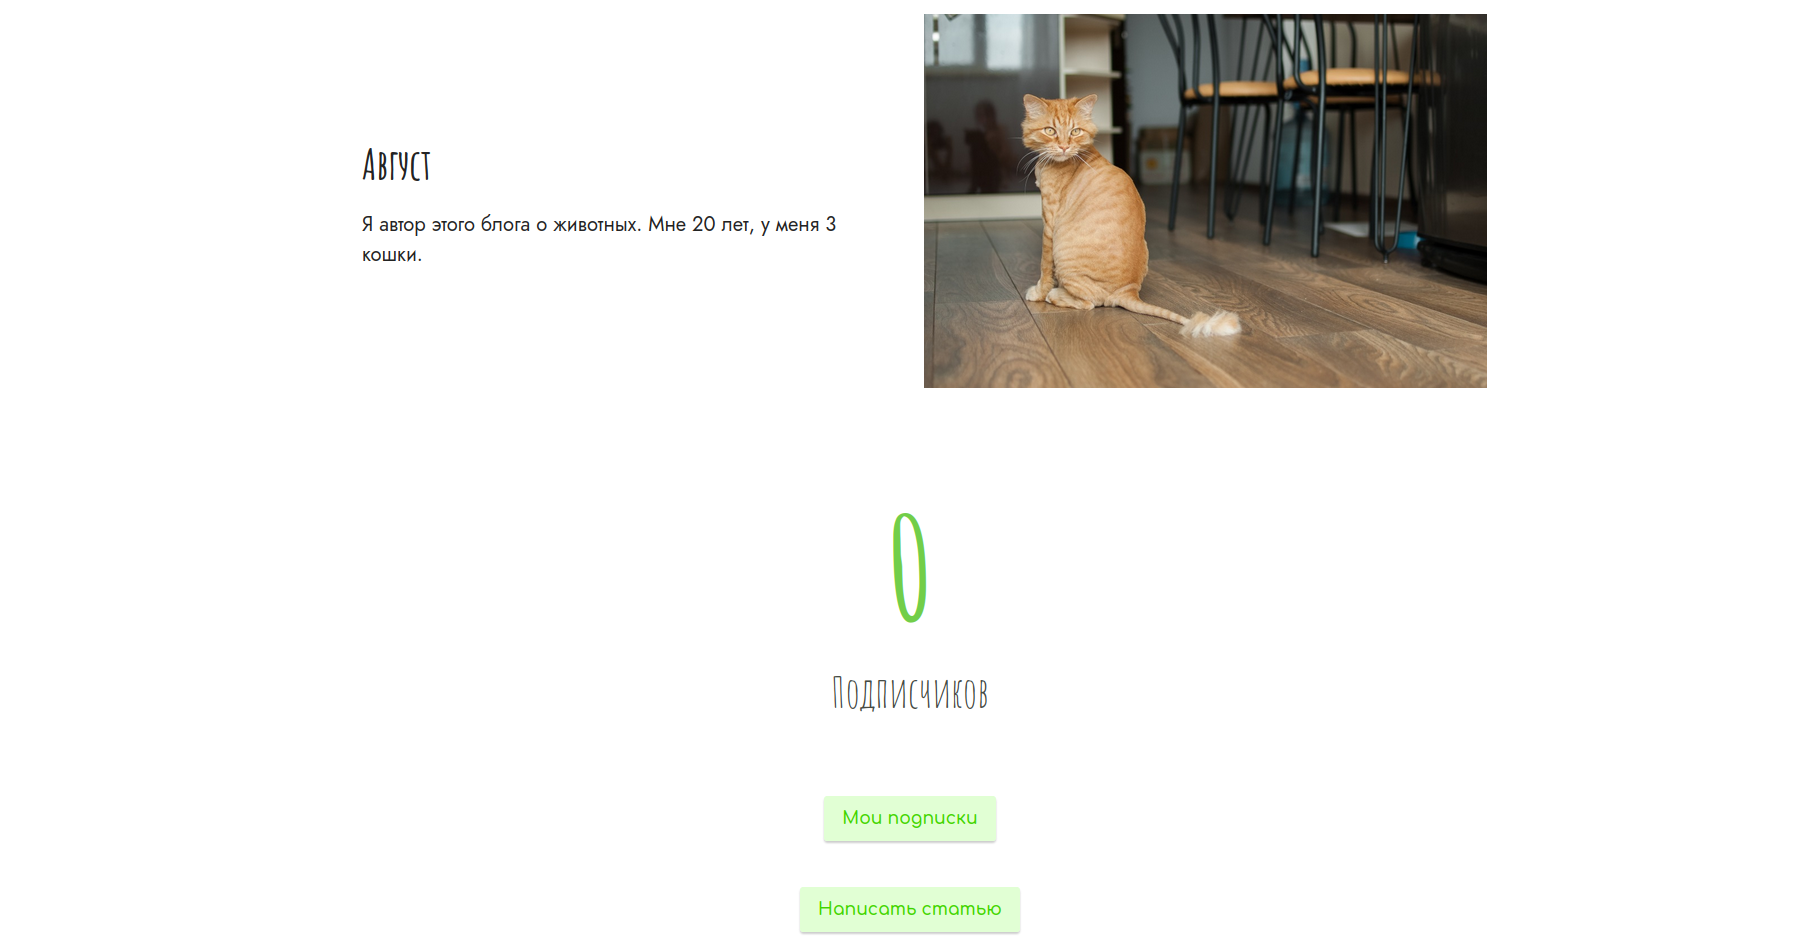 Август
Я автор этого блога о животных. Мне 20 лет, у меня 3
кошки.
0
Подписчиков
Мои подписки
Написать статью